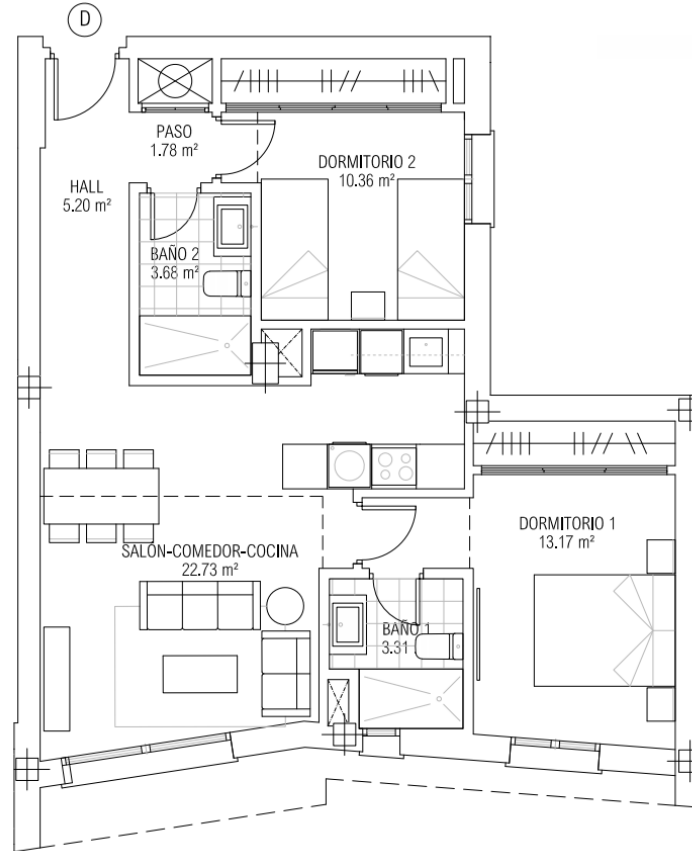 D
PASO
1.78 m²
HALL
5.20 m²
DORMITORIO 2
10.36 m²
BAÑO 2
3.68 m²
DORMITORIO 1
13.17 m²
SALÓN-COMEDOR-COCINA
22.73 m²
BAÑO 1
3.31